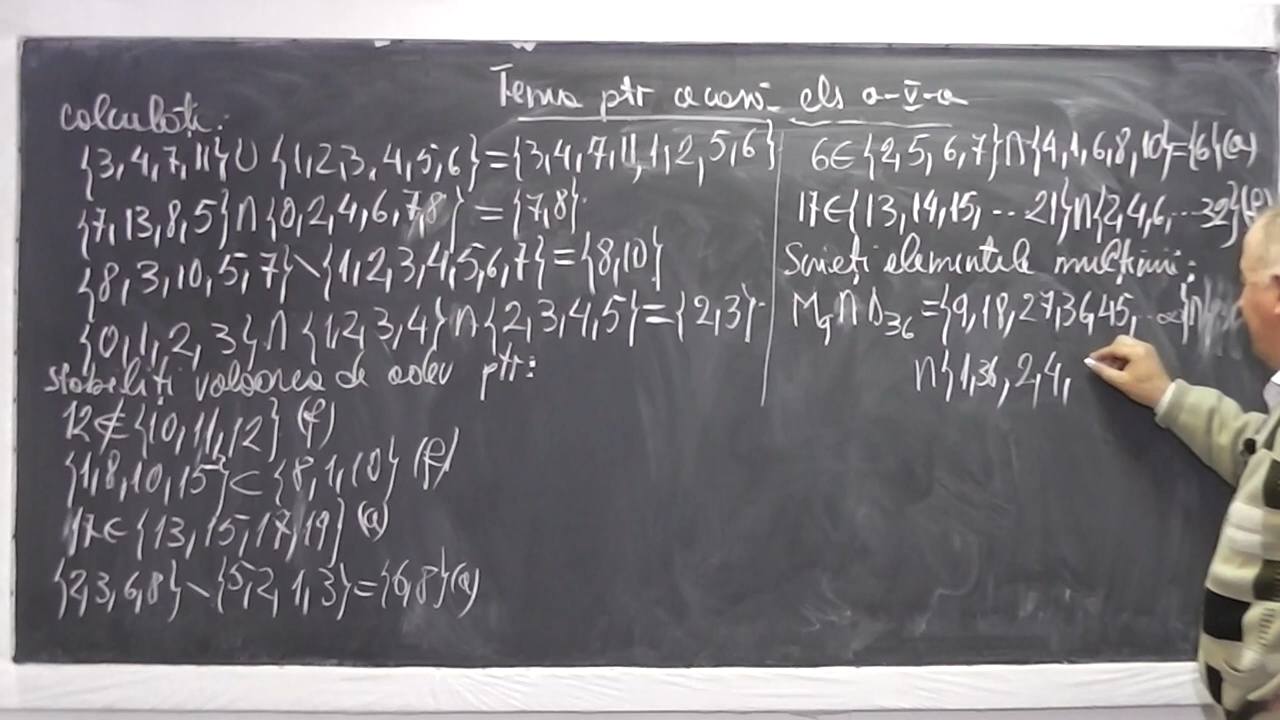 Tema ptr acasă cls a-V-a
calculați:
{3,4,7,11}∪{1,2,3,4,5,6}={3,4,7,11,1,2,5,6}
{7,13,8,5}∩{0,2,4,6,7,8}={7,8}
{8,3,10,5,7}\{1,2,3,4,5,6,7}={8,10}
{0,1,2,3}∩{1,2,3,4}∩{2,3,4,5}={2,3}
stabiliți valoarea de adev ptr:
12∉{10,11,12} (f)
{1,8,10,15}⊂{8,1,10} (f)
17∈{13,15,17,19} (a)
{2,3,6,8}\{5,2,1,3}={6,8}(a)
6∈{2,5,6,7}∩{4,1,6,8,10}={6}(a)
17∈{13,14,15,...21}∩{2,4,6,...22}(f)
Scrieți elementele mulțimii:
M9∩D36={9,18,27,36,45,...∞}∩
∩{1,36,2,4,